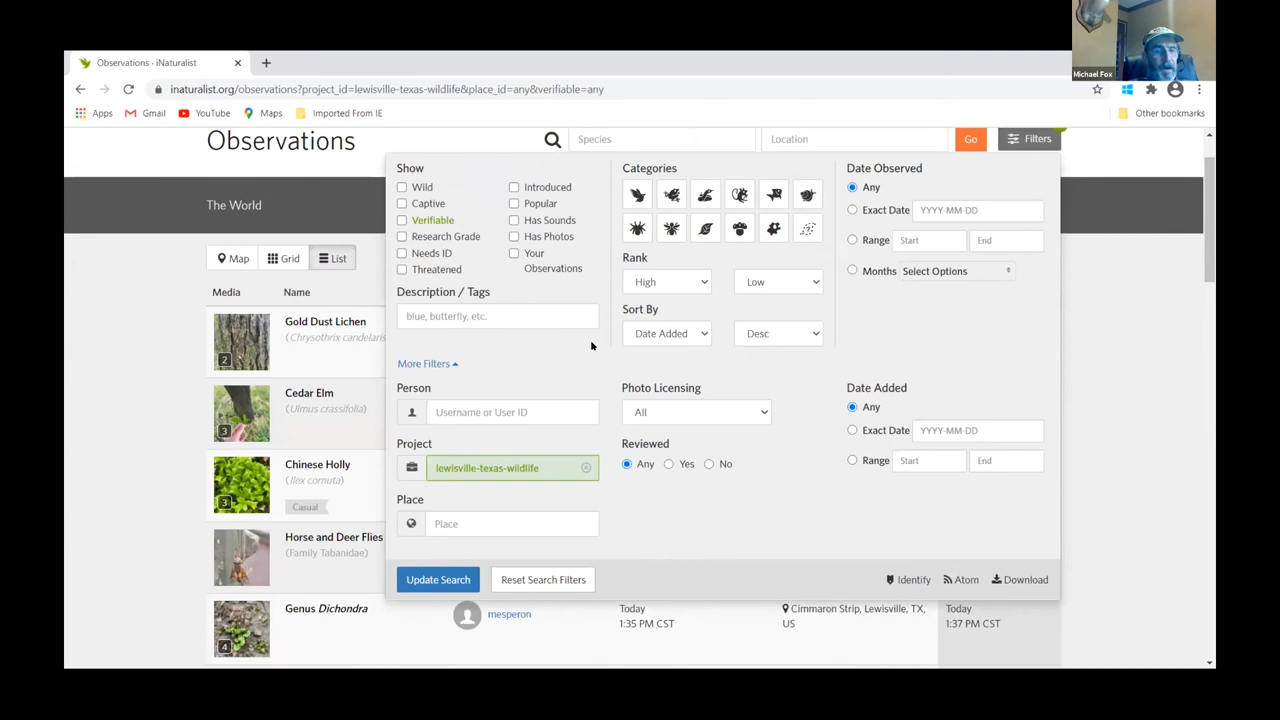 Michael Fox
Observations · iNaturalist
inaturalist.org/observations?project_id=lewisville-texas-wildlife&place_id=any&verifiable=any
Apps Gmail YouTube Maps Imported From IE Other bookmarks
Observations Species Location Go Filters
The World
Map Grid List
Media Name
Gold Dust Lichen
(Chrysothrix candelaris
2
Cedar Elm
(Ulmus crassifolia)
3
Chinese Holly
(Ilex cornuta)
3
Casual
Horse and Deer Flies
(Family Tabanidae)
Genus Dichondra
4
mesperon
Today
1:35 PM CST
Cimmaron Strip, Lewisville, TX,
US
Today
1:37 PM CST
Show
Wild
Captive
Verifiable
Research Grade
Needs ID
Threatened
Introduced
Popular
Has Sounds
Has Photos
Your
Observations
Description / Tags
blue, butterfly, etc.
Categories
Rank
High Low
Sort By
Date Added Desc
Date Observed
Any
Exact Date YYYY-MM-DD
Range Start End
Months Select Options
More Filters
Person
Username or User ID
Project
lewisville-texas-wildlife
Place
Place
Photo Licensing
All
Reviewed
Any Yes No
Date Added
Any
Exact Date YYYY-MM-DD
Range Start End
Update Search Reset Search Filters Identify Atom Download